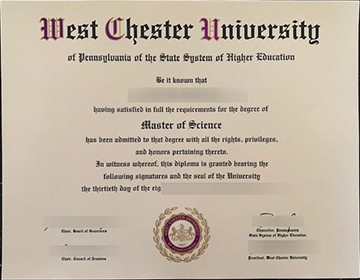 West Chester University
of Pennsylvania of the State System of Higher Education
Be it known that
having satisfied in full the requirements for the degree of
Master of Science
has been admitted to that degree with all the rights, privileges,
and honors pertaining thereto.
In witness whereof, this diploma is granted bearing the
following signatures and the seal of the University
the thirtieth day of the eig
Chair, Board of Governors
Chancellor, Pennsylvania
State System of Higher Education
Chair, Council of Trustees
President, West Chester University